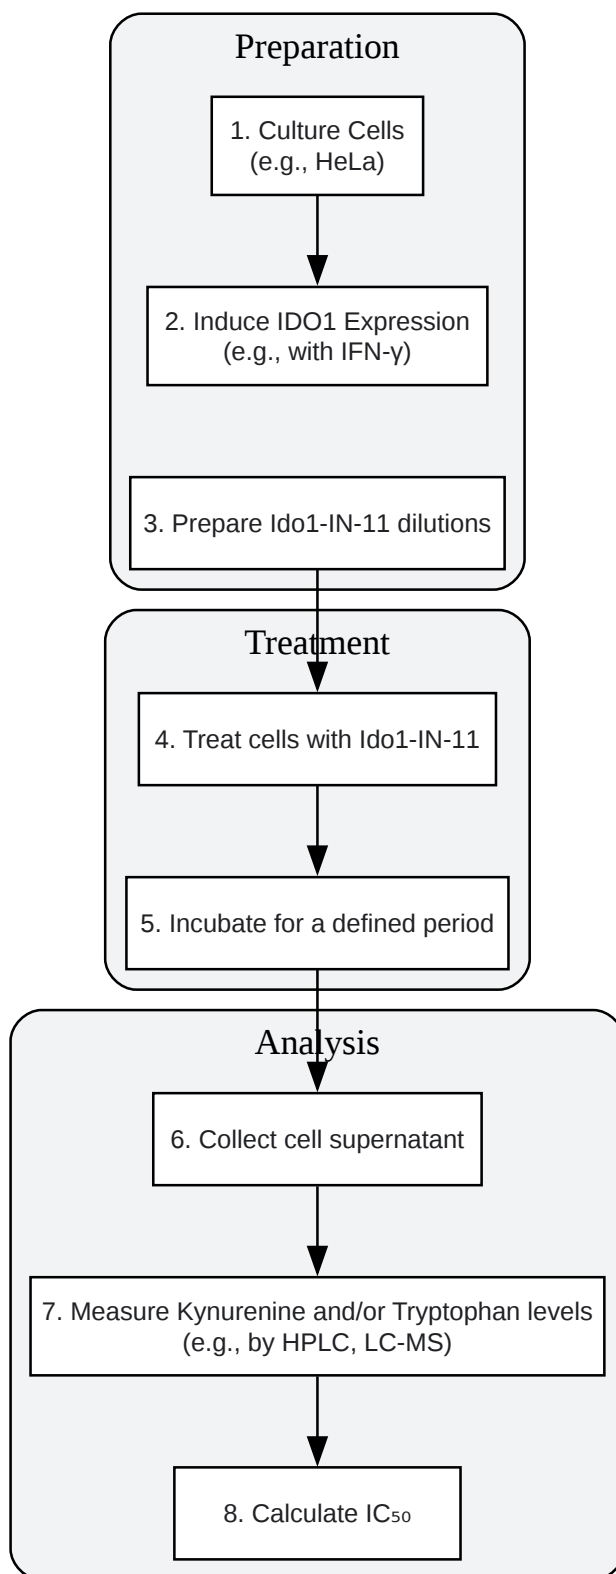 Preparation
1. Culture Cells
(e.g., HeLa)
2. Induce IDO1 Expression
(e.g., with IFN-γ)
3. Prepare Ido1-IN-11 dilutions
Treatment
4. Treat cells with Ido1-IN-11
5. Incubate for a defined period
Analysis
6. Collect cell supernatant
7. Measure Kynurenine and/or Tryptophan levels
(e.g., by HPLC, LC-MS)
8. Calculate IC₅₀